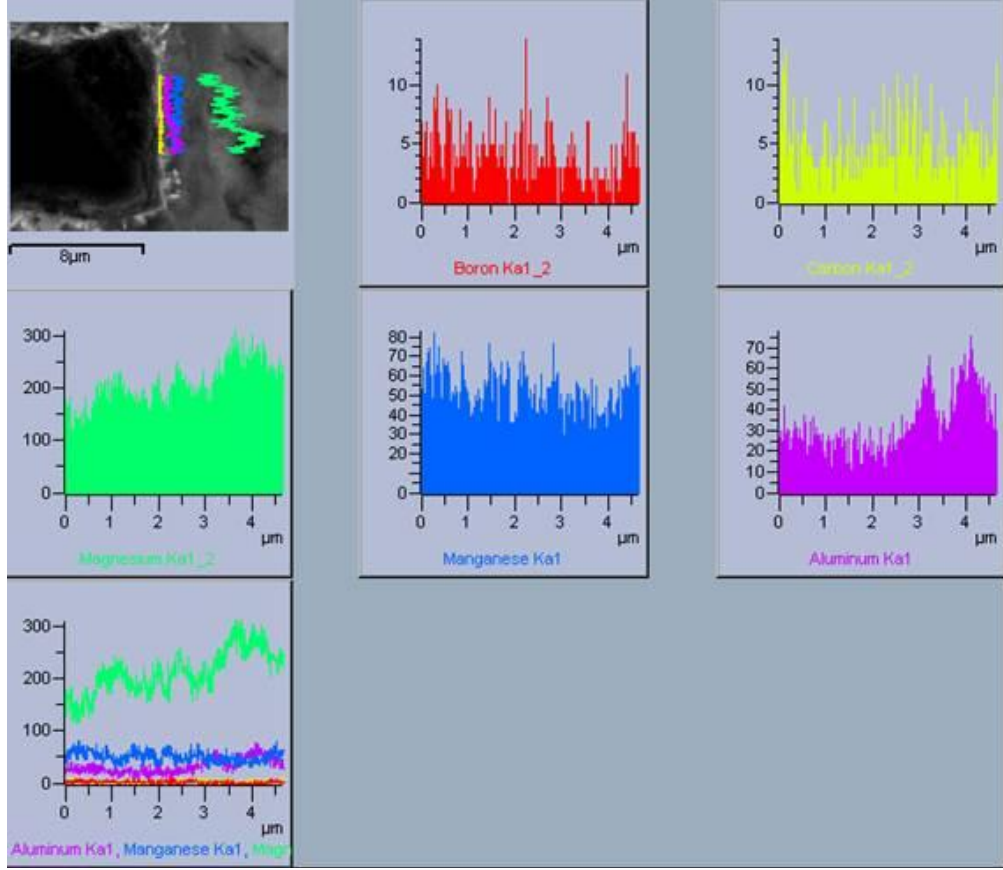 8µm
10
5
0
0 1 2 3 4
µm
Boron Ka1_2
10
5
0
0 1 2 3 4
µm
Carbon Ka1_2
300
200
100
0
0 1 2 3 4
µm
Magnesium Ka1_2
80
70
60
50
40
30
20
0
0 1 2 3 4
µm
Manganese Ka1
70
60
50
40
30
20
10
0
0 1 2 3 4
µm
Aluminum Ka1
300
200
100
0
0 1 2 3 4
µm
Aluminum Ka1, Manganese Ka1, Magn